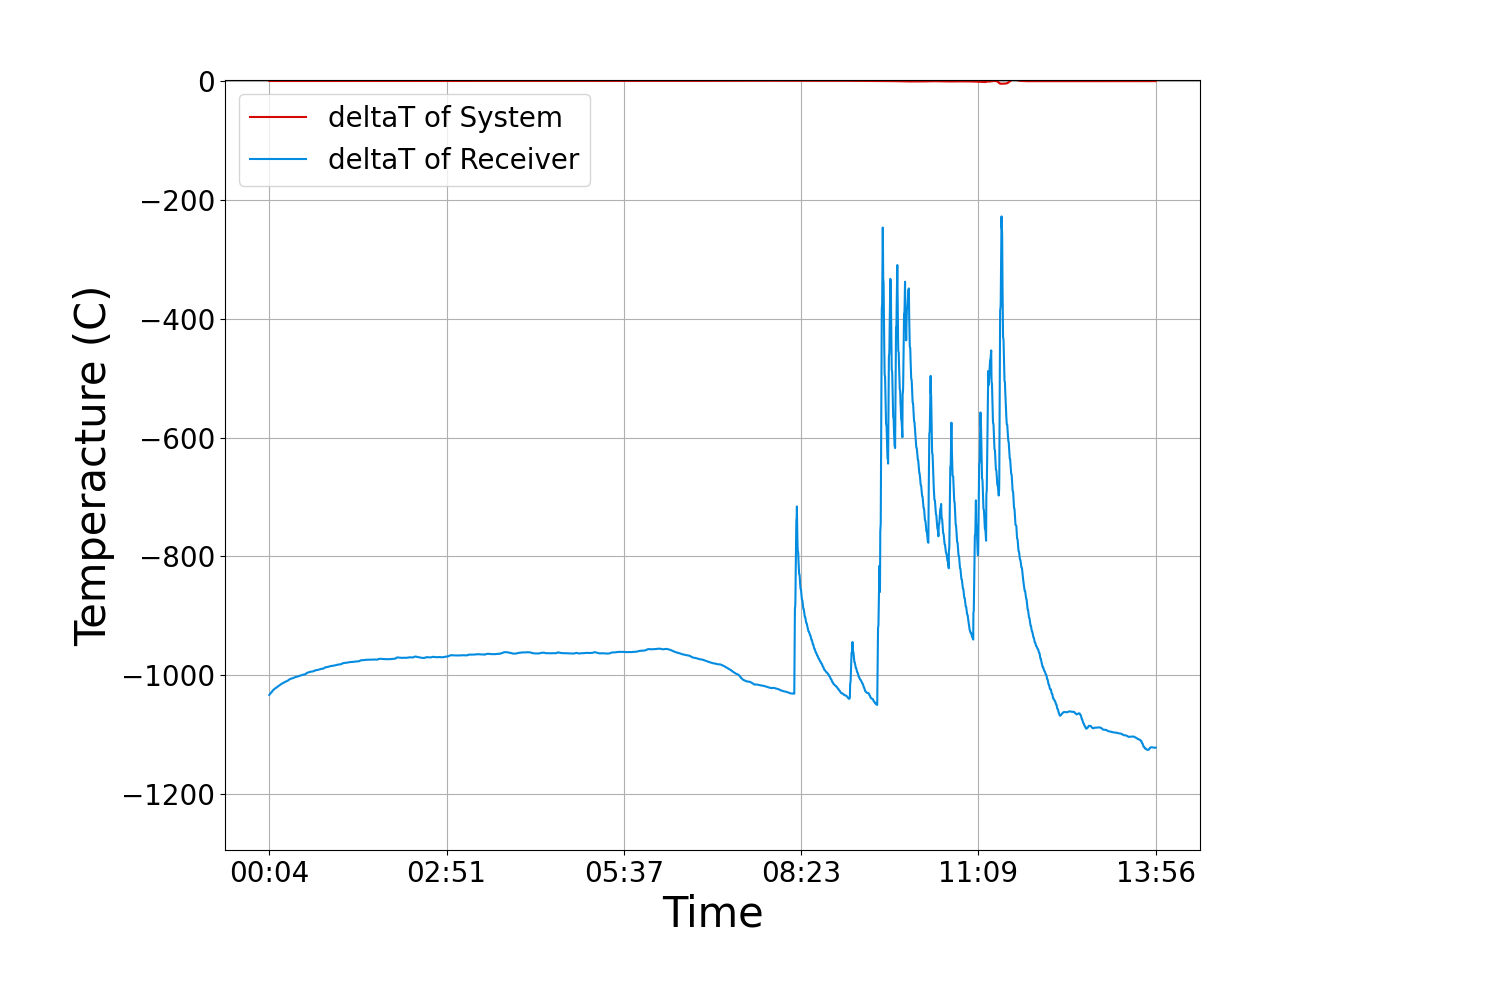 0
−200
−400
−600
−800
−1000
−1200
deltaT of System
deltaT of Receiver
Temperacture (C)
00:04 02:51 05:37 08:23 11:09 13:56
Time